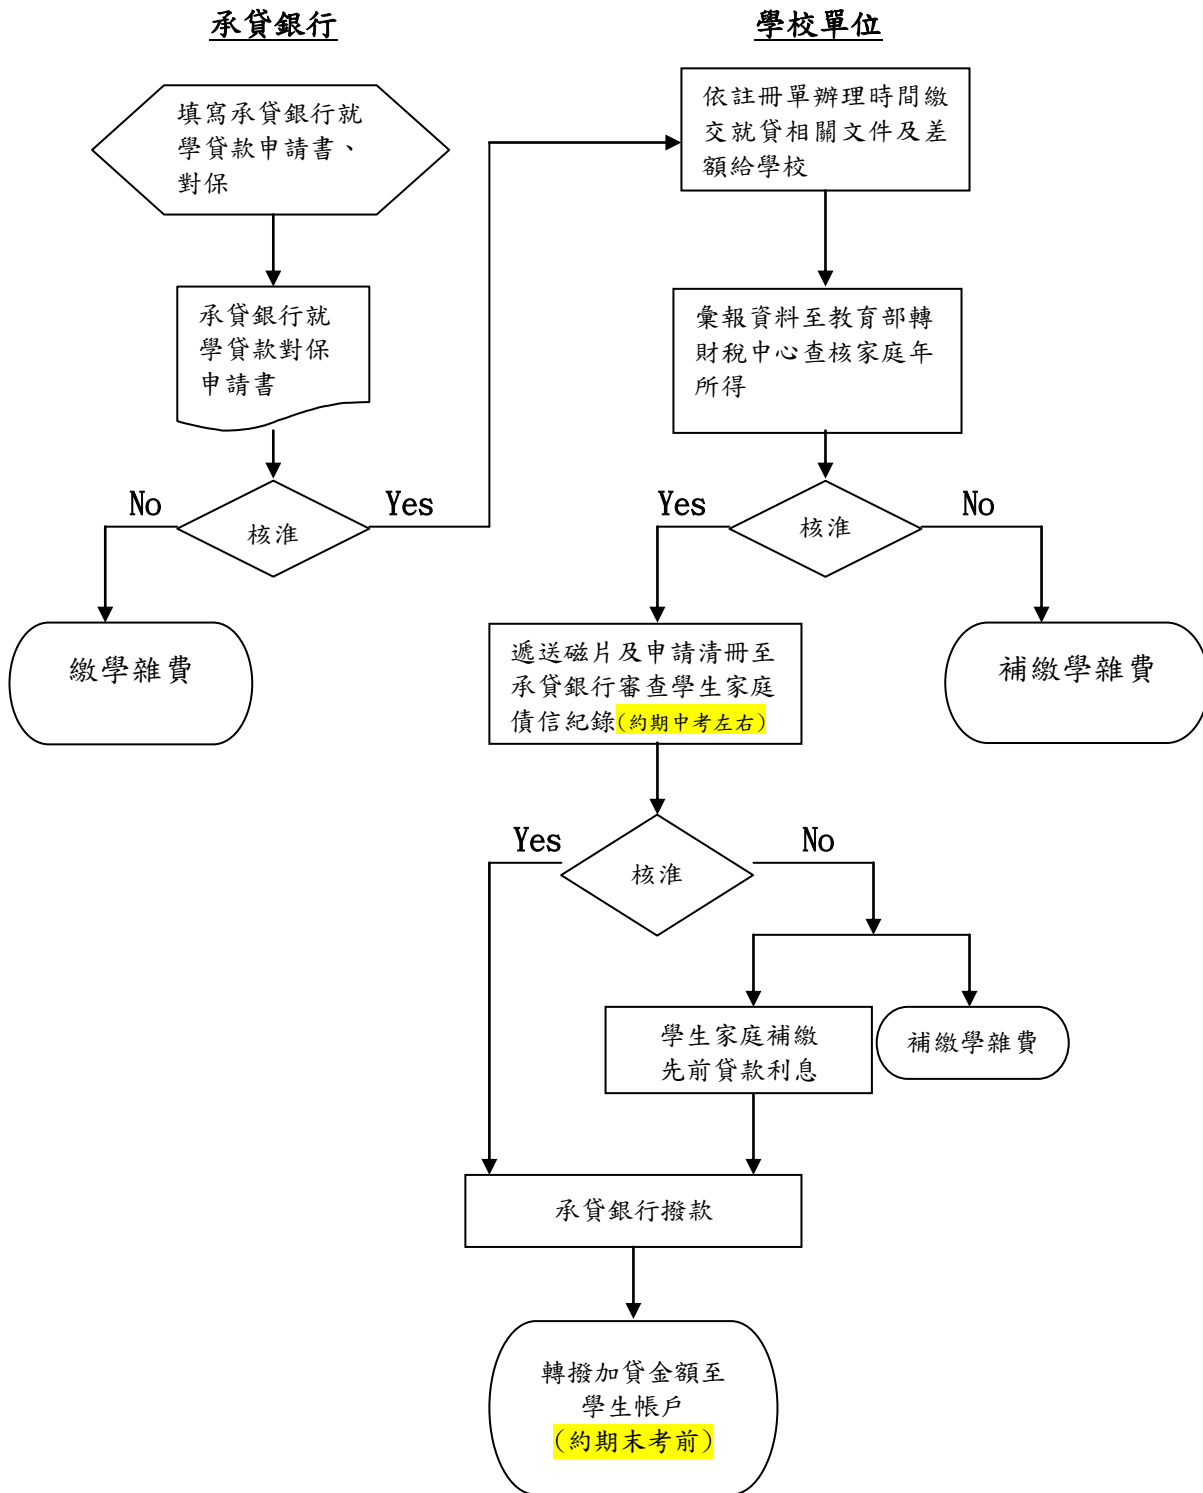 承貸銀行
學校單位
填寫承貸銀行就
學貸款申請書、
對保
依註冊單辦理時間繳
交就貸相關文件及差
額給學校
承貸銀行就
學貸款對保
申請書
彙報資料至教育部轉
財稅中心查核家庭年
所得
No
核准
Yes
Yes
核准
No
繳學雜費
遞送磁片及申請清冊至
承貸銀行審查學生家庭
債信紀錄(約期中考左右)
補繳學雜費
Yes
核准
No
學生家庭補繳
先前貸款利息
補繳學雜費
承貸銀行撥款
轉撥加貸金額至
學生帳戶
(約期末考前)